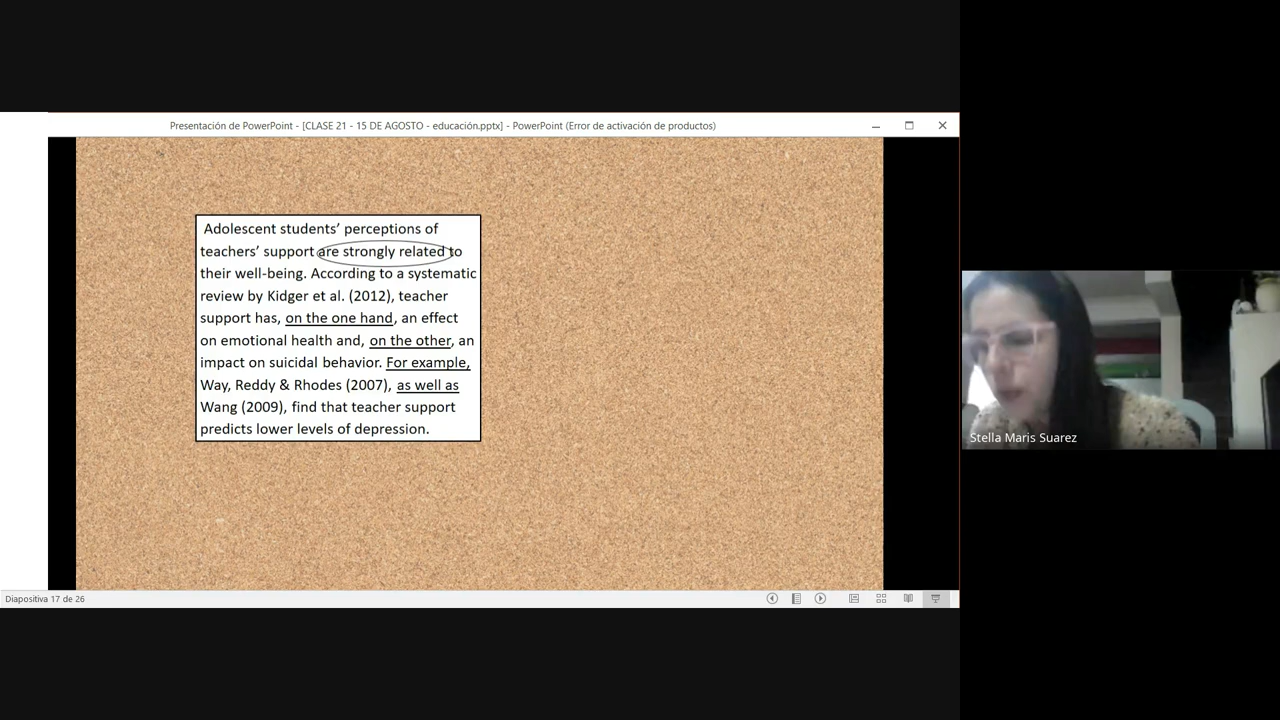 Presentación de PowerPoint - [CLASE 21 - 15 DE AGOSTO - educación.pptx] - PowerPoint (Error de activación de productos)
Adolescent students’ perceptions of
teachers’ support are strongly related to
their well-being. According to a systematic
review by Kidger et al. (2012), teacher
support has, on the one hand, an effect
on emotional health and, on the other, an
impact on suicidal behavior. For example,
Way, Reddy & Rhodes (2007), as well as
Wang (2009), find that teacher support
predicts lower levels of depression.
Stella Maris Suarez
Diapositiva 17 de 26